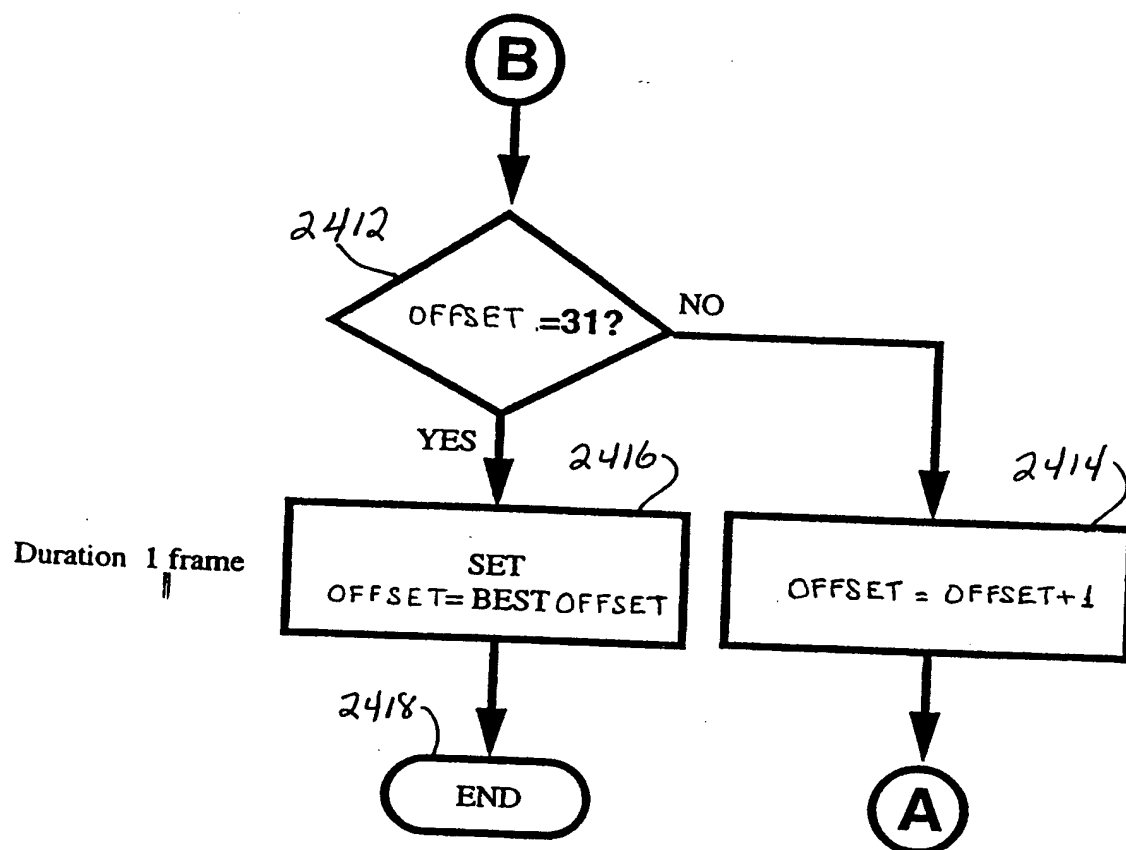 B
2412
OFFSET =31?
NO
YES
2416
2414
Duration 1 frame
SET
OFFSET= BEST OFFSET
OFFSET = OFFSET+1
2418
END
A